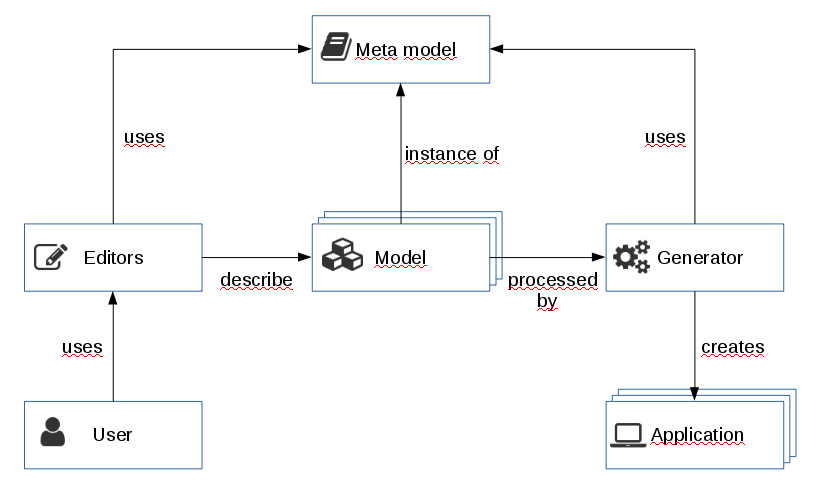 Meta model
uses
uses
instance of
Editors
Model
Generator
describe
processed
by
uses
creates
User
Application